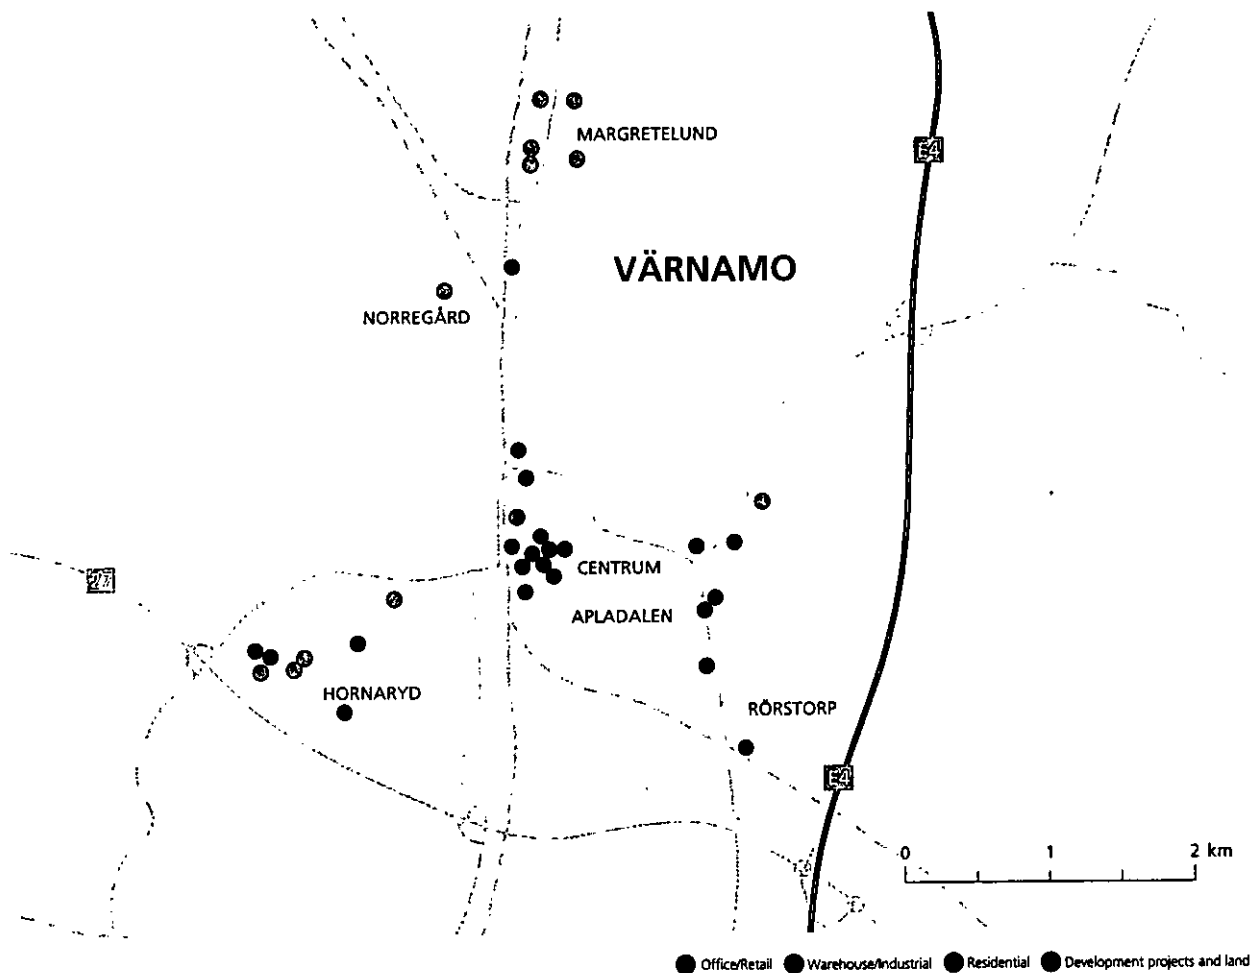 MARGRETELUND
E4
VÄRNAMO
NORREGÅRD
CENTRUM
27
APLADALEN
HORNARYD
RÖRSTORP
E4
0 1 2 km
Office/Retail Warehouse/Industrial Residential Development projects and land